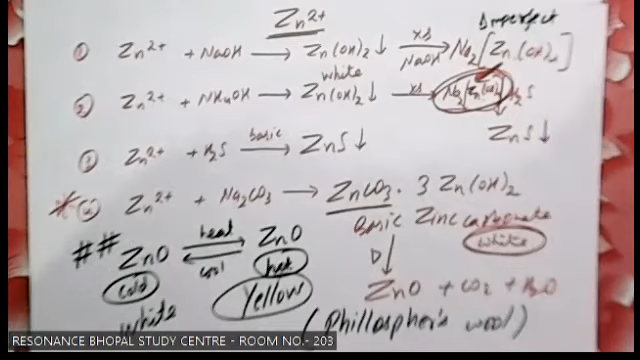 Zn2+
Imperfect
① Zn2+ + NaOH → Zn(OH)2↓ xs NaOH → Na2[Zn(OH)4]
white
② Zn2+ + NH4OH → Zn(OH)2↓ xs →
H2S
ZnS↓
③ Zn2+ + H2S basic → ZnS↓
* ④ Zn2+ + Na2CO3 → ZnCO3 · 3 Zn(OH)2
Basic Zinc carbonate
white
## ZnO heat ⇌ cool ZnO
cold hot
white Yellow
Δ↓
ZnO + CO2 + H2O
(Phillospher's wool)
RESONANCE BHOPAL STUDY CENTRE - ROOM NO.- 203